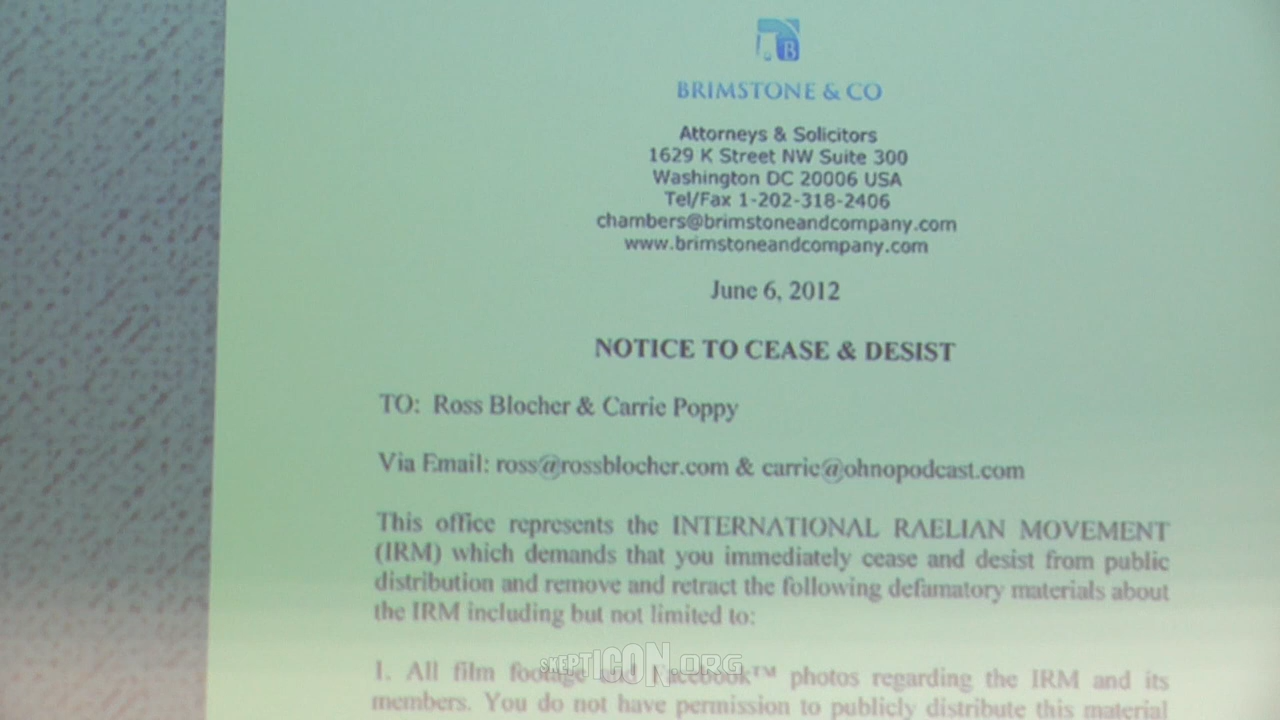 B
BRIMSTONE & CO
Attorneys & Solicitors
1629 K Street NW Suite 300
Washington DC 20006 USA
Tel/Fax 1-202-318-2406
chambers@brimstoneandcompany.com
www.brimstoneandcompany.com
June 6, 2012
NOTICE TO CEASE & DESIST
TO: Ross Blocher & Carrie Poppy
Via Email: ross@rossblocher.com & carrie@ohnopodcast.com
This office represents the INTERNATIONAL RAELIAN MOVEMENT
(IRM) which demands that you immediately cease and desist from public
distribution and remove and retract the following defamatory materials about
the IRM including but not limited to:
1. All film footage and Facebook™ photos regarding the IRM and its
SKEPTICON.ORG
members. You do not have permission to publicly distribute this material